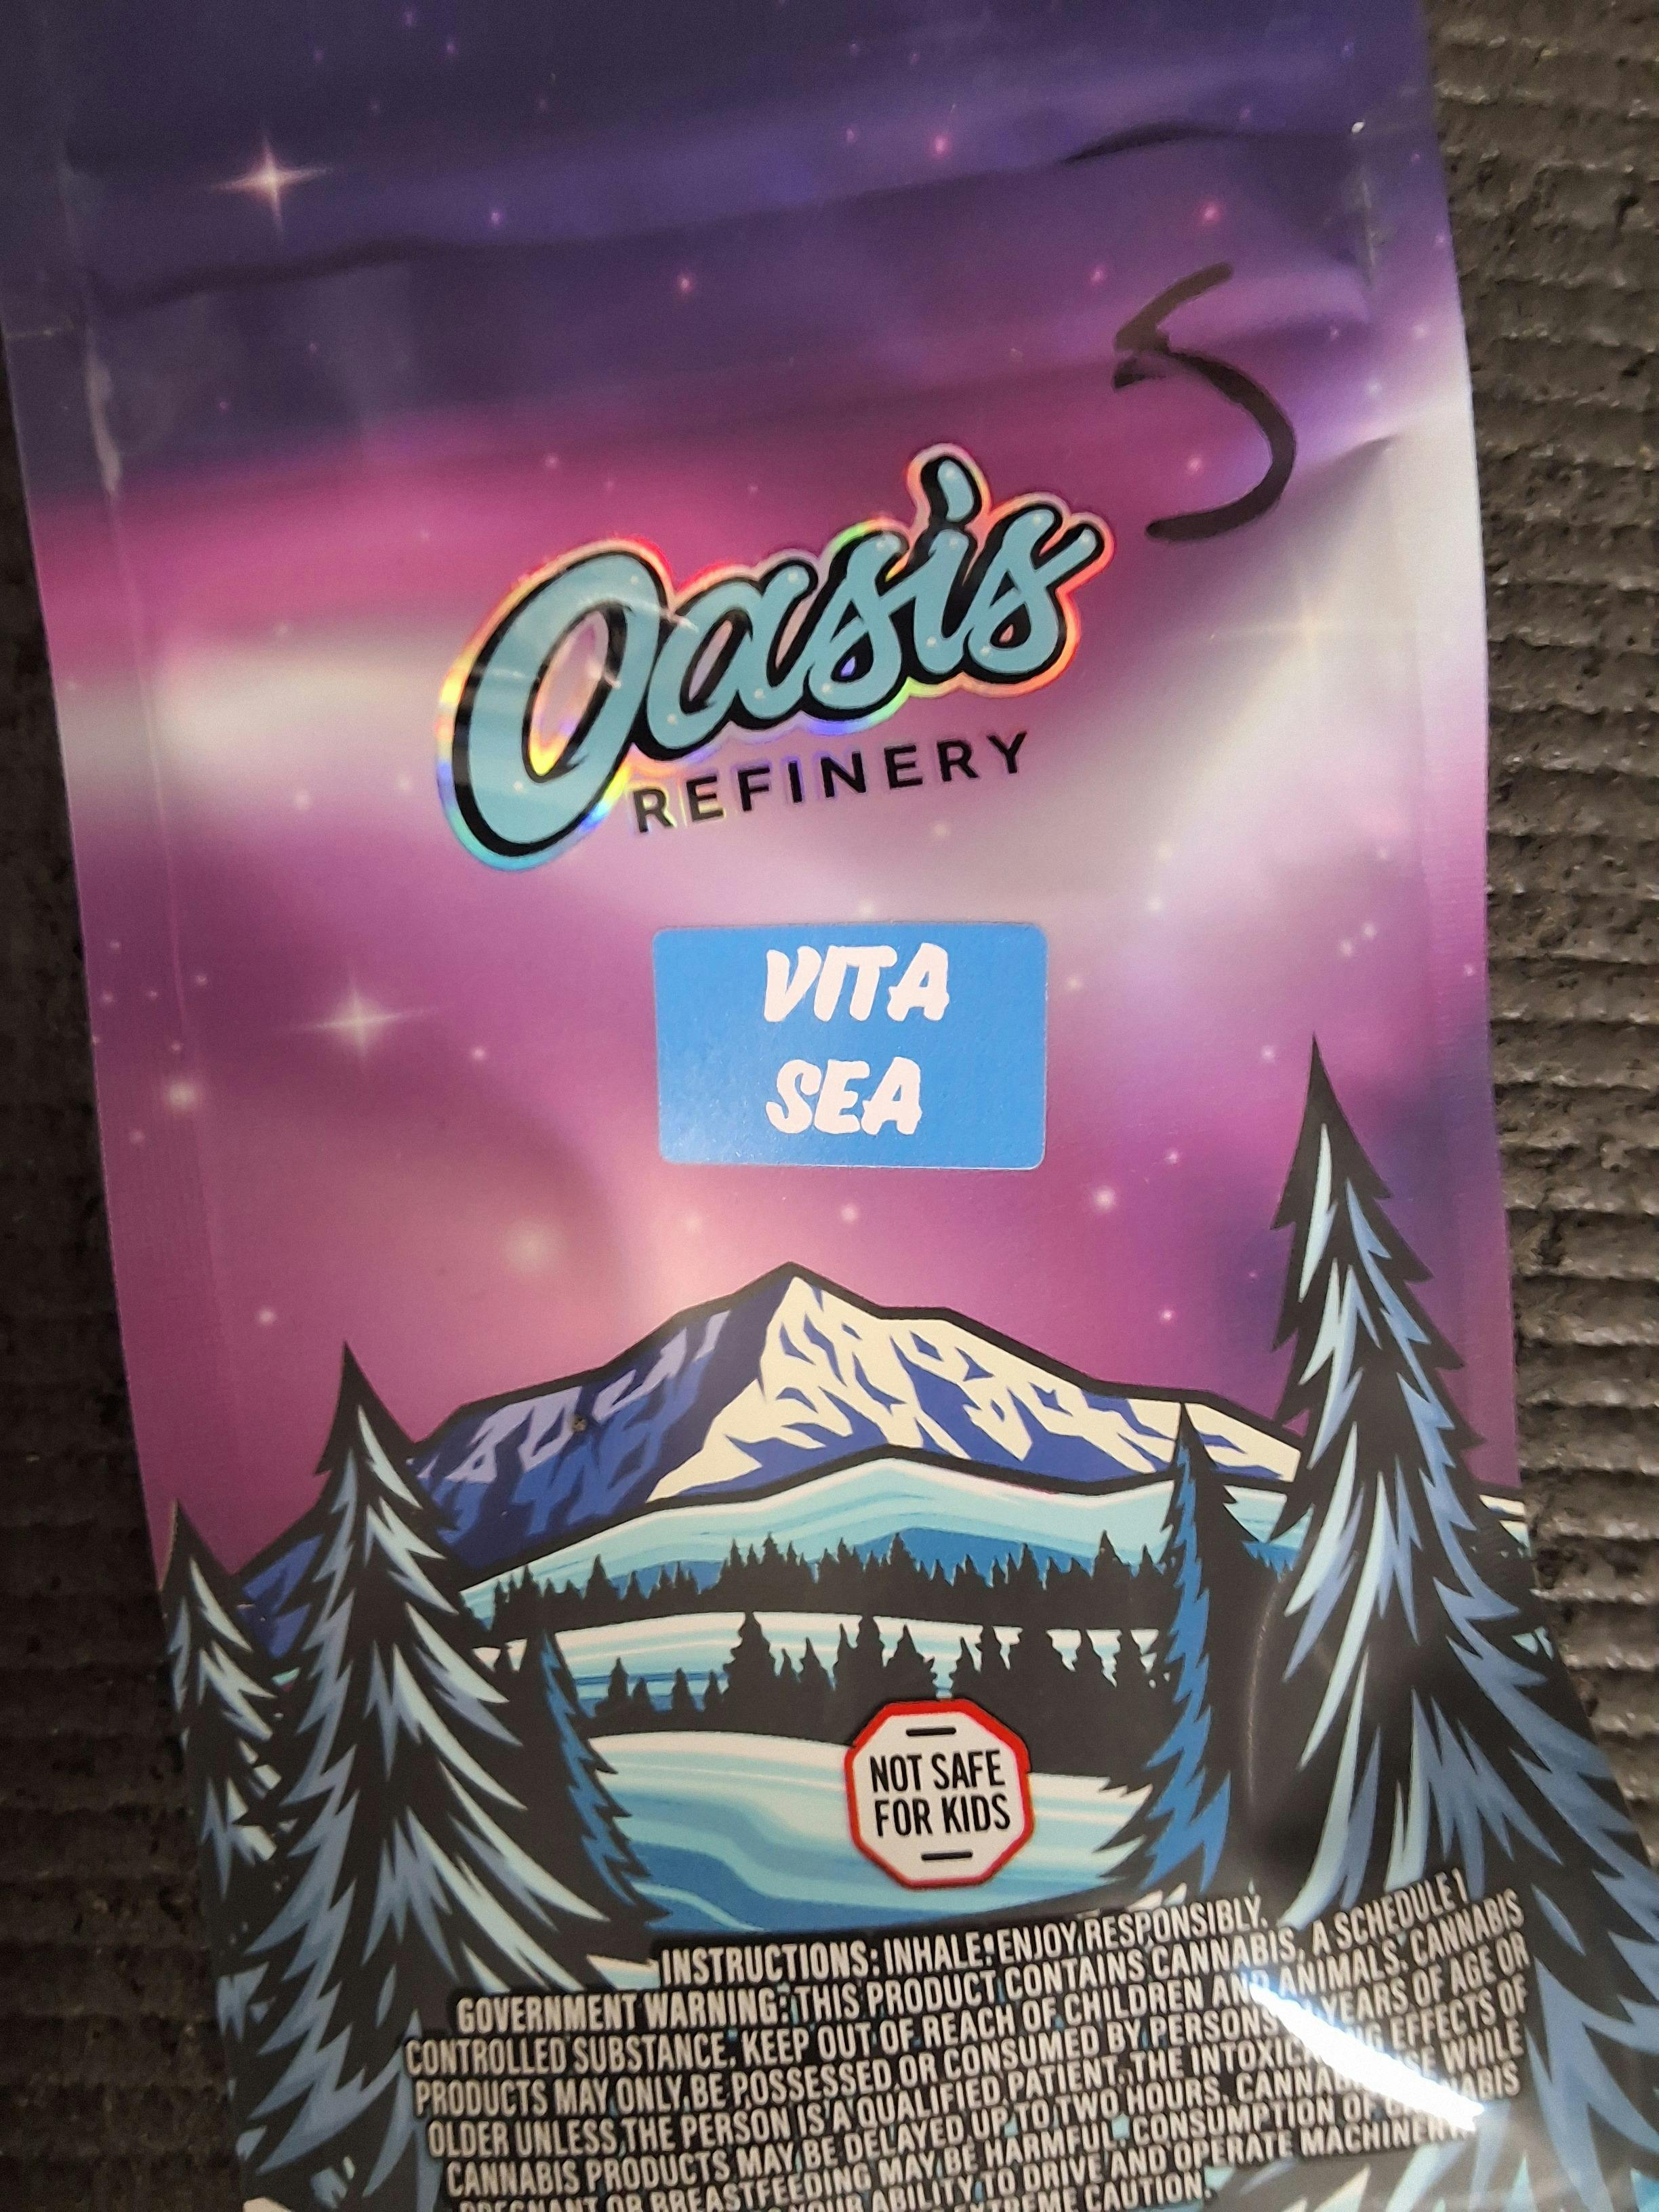 5
Oasis
REFINERY
VITA
SEA
NOT SAFE
FOR KIDS
INSTRUCTIONS: INHALE. ENJOY RESPONSIBLY.
GOVERNMENT WARNING: THIS PRODUCT CONTAINS CANNABIS, A SCHEDULE I
CONTROLLED SUBSTANCE. KEEP OUT OF REACH OF CHILDREN AND ANIMALS. CANNABIS
PRODUCTS MAY ONLY BE POSSESSED OR CONSUMED BY PERSONS YEARS OF AGE OR
OLDER UNLESS THE PERSON IS A QUALIFIED PATIENT. THE EFFECTS OF
CANNABIS PRODUCTS MAY BE DELAYED UP TO TWO HOURS. WHILE
PREGNANT OR BREASTFEEDING MAY BE HARMFUL. CONSUMPTION OF
YOUR ABILITY TO DRIVE AND OPERATE MACHINERY
EXTREME CAUTION.